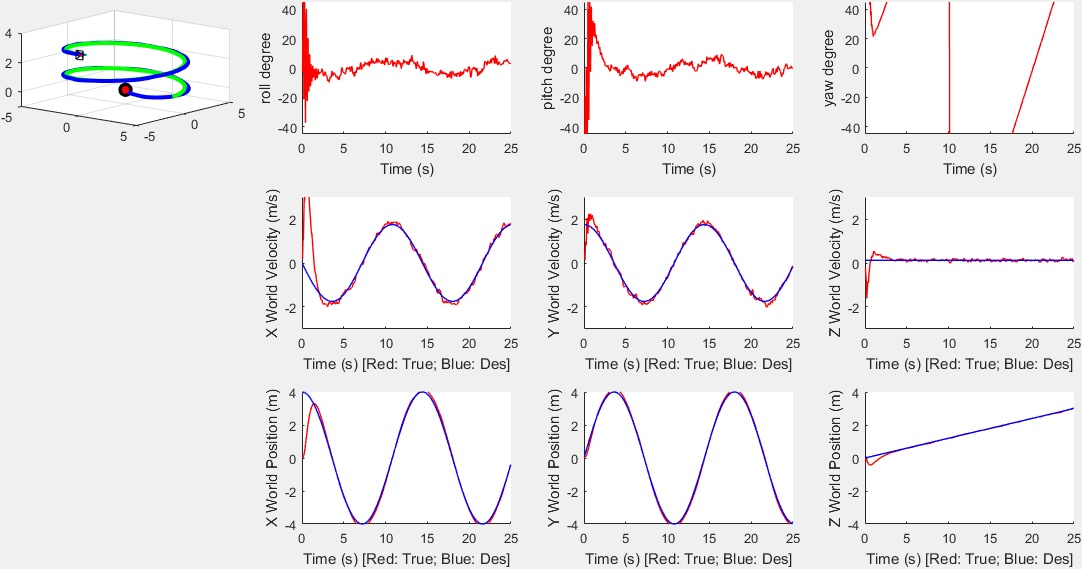 4
2
0
-5
0
5
-5
0
5
roll degree
40
20
0
-20
-40
0 5 10 15 20 25
Time (s)
pitch degree
40
20
0
-20
-40
0 5 10 15 20 25
Time (s)
yaw degree
40
20
0
-20
-40
0 5 10 15 20 25
Time (s)
X World Velocity (m/s)
2
0
-2
0 5 10 15 20 25
Time (s) [Red: True; Blue: Des]
Y World Velocity (m/s)
2
0
-2
0 5 10 15 20 25
Time (s) [Red: True; Blue: Des]
Z World Velocity (m/s)
2
0
-2
0 5 10 15 20 25
Time (s) [Red: True; Blue: Des]
X World Position (m)
4
2
0
-2
-4
0 5 10 15 20 25
Time (s) [Red: True; Blue: Des]
Y World Position (m)
4
2
0
-2
-4
0 5 10 15 20 25
Time (s) [Red: True; Blue: Des]
Z World Position (m)
4
2
0
-2
-4
0 5 10 15 20 25
Time (s) [Red: True; Blue: Des]